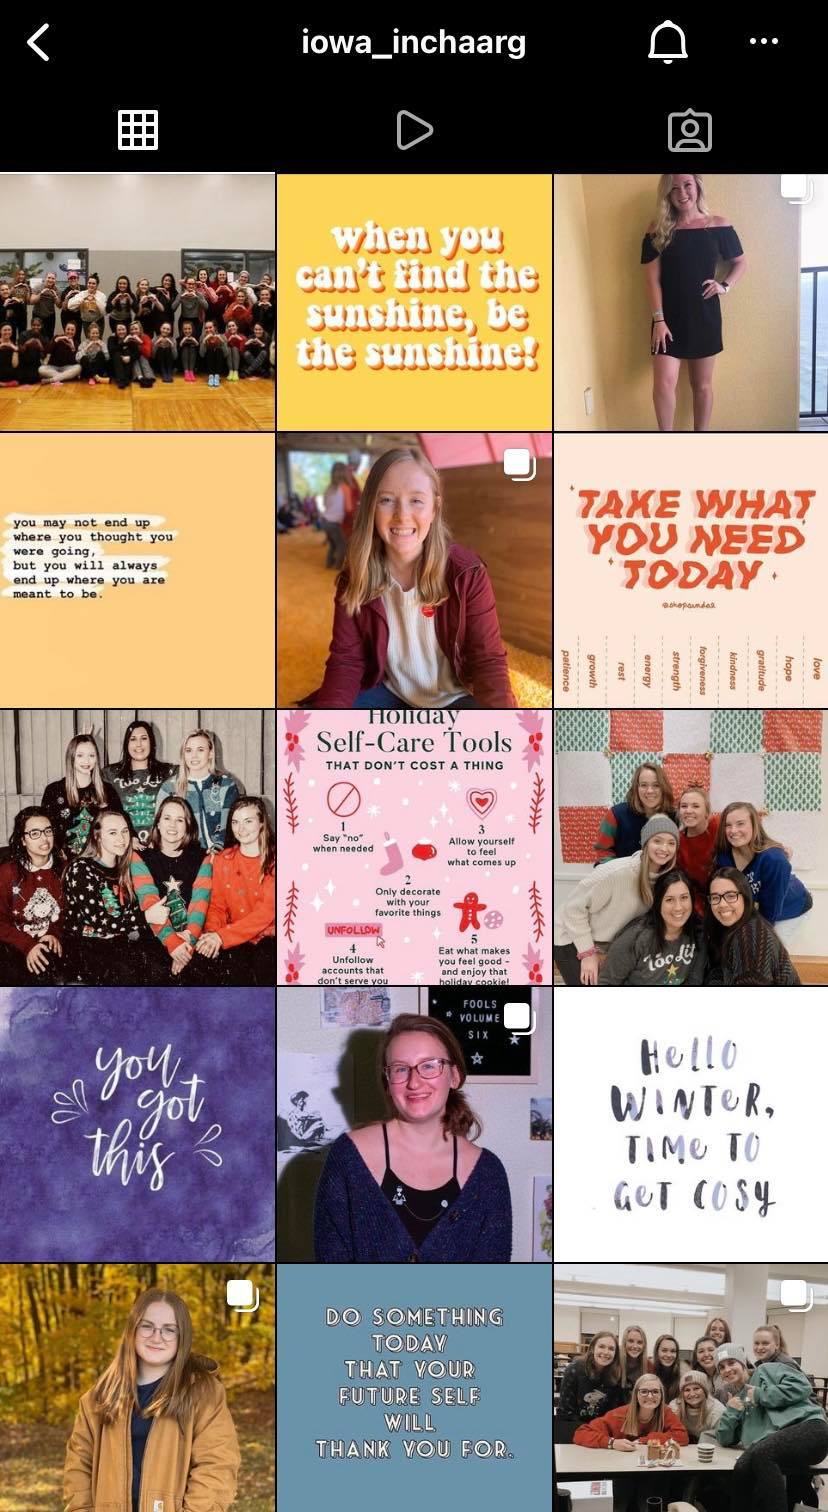 iowa_inchaarg
when you
can't find the
sunshine, be
the sunshine!
you may not end up
where you thought you
were going,
but you will always
end up where you are
meant to be.
TAKE WHAT
YOU NEED
TODAY
@shopsundae
patience
growth
rest
energy
strength
forgiveness
kindness
gratitude
hope
love
Too Lit
Holiday
Self-Care Tools
THAT DON'T COST A THING
1
Say "no"
when needed
3
Allow yourself
to feel
what comes up
2
Only decorate
with your
favorite things
UNFOLLOW
4
Unfollow
accounts that
don't serve you
5
Eat what makes
you feel good -
and enjoy that
holiday cookie!
Too Lit
you
got
this
FOOLS
VOLUME
SIX
HELLO
WINTER,
TIME TO
GET COSY
DO SOMETHING
TODAY
THAT YOUR
FUTURE SELF
WILL
THANK YOU FOR.